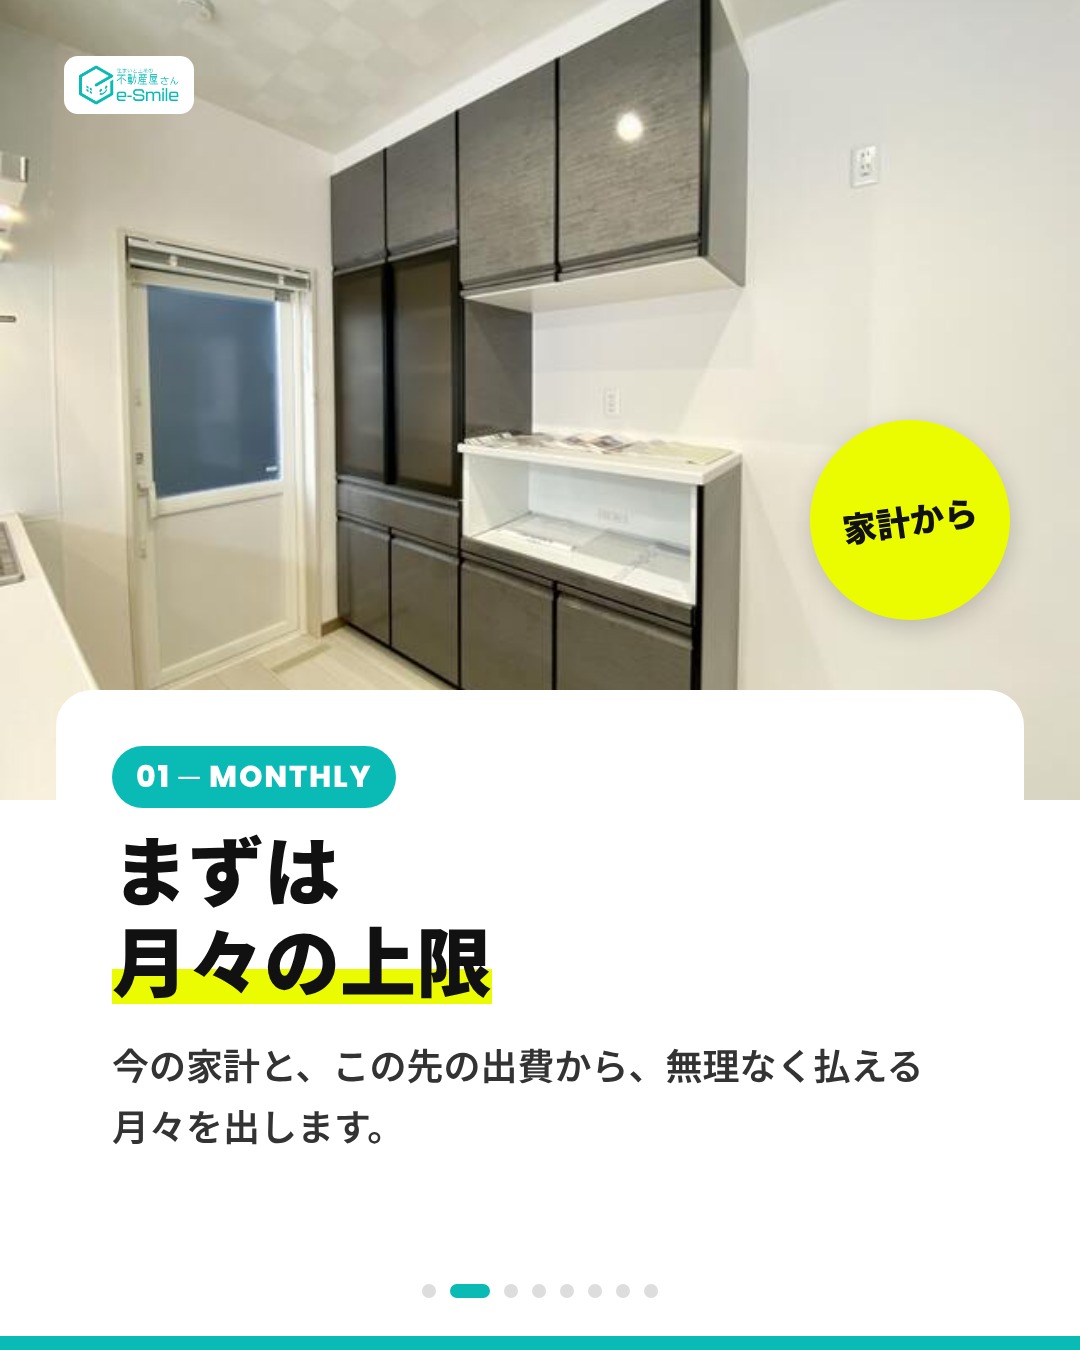 不動産屋さん
e-Smile
家計から
01 — MONTHLY
まずは
月々の上限
今の家計と、この先の出費から、無理なく払える
月々を出します。